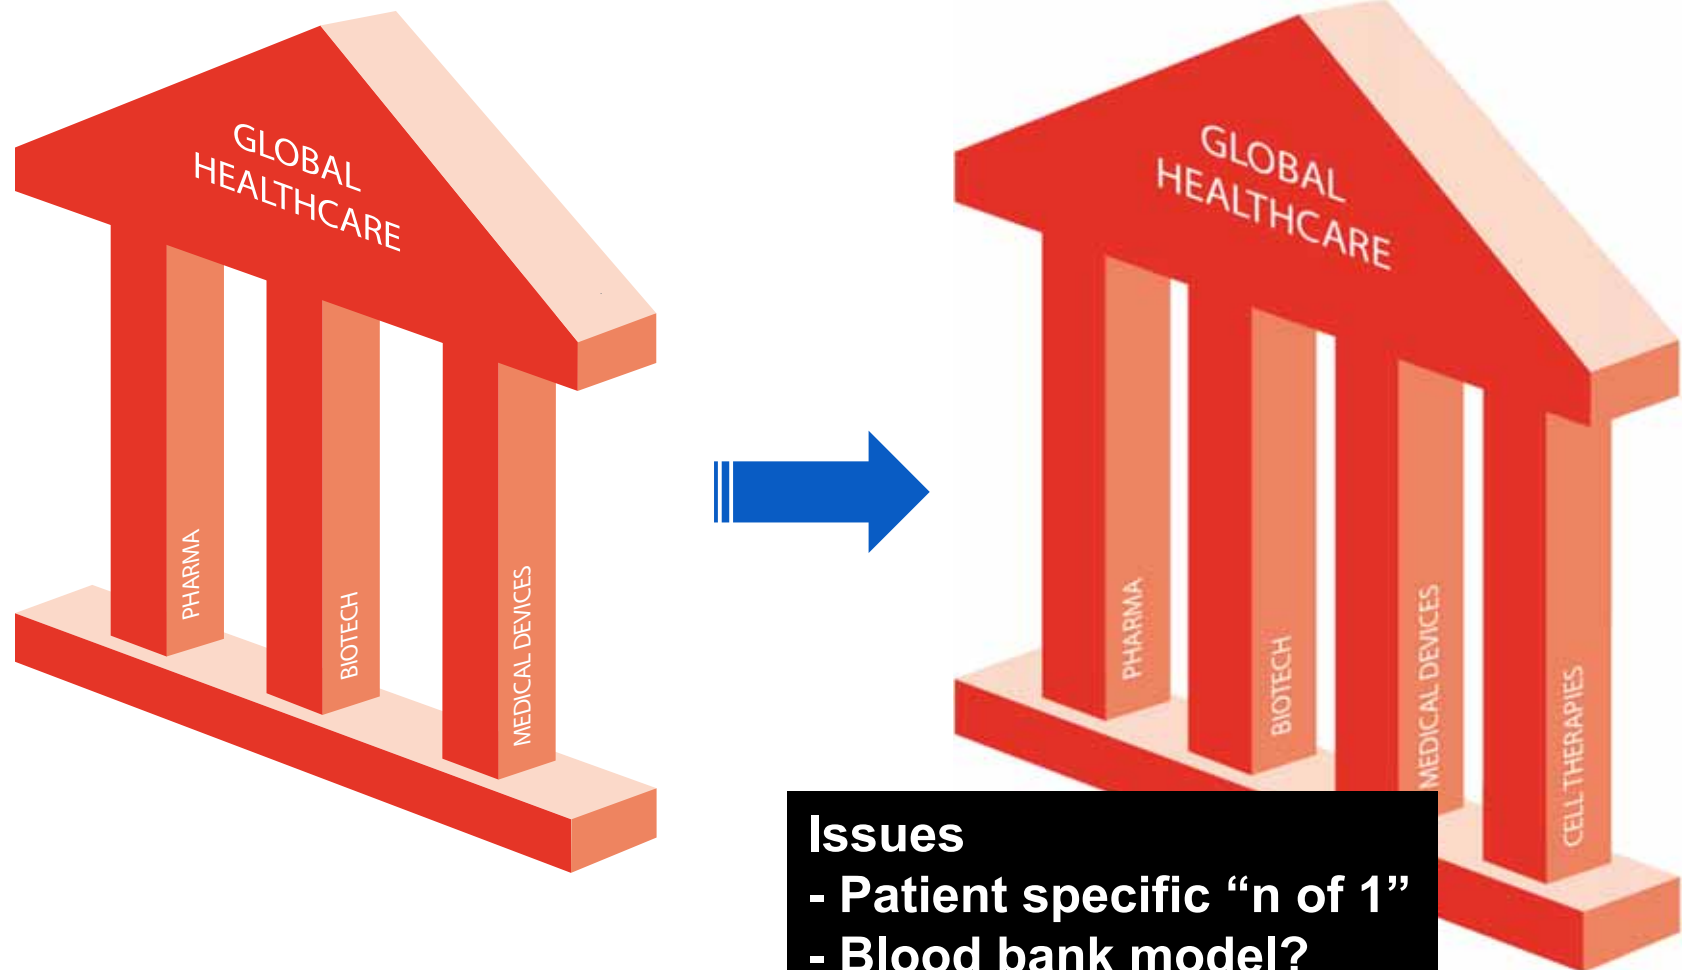 GLOBAL
HEALTHCARE
PHARMA
BIOTECH
MEDICAL DEVICES
GLOBAL
HEALTHCARE
PHARMA
BIOTECH
MEDICAL DEVICES
CELL THERAPIES
Issues
- Patient specific “n of 1”
- Blood bank model?